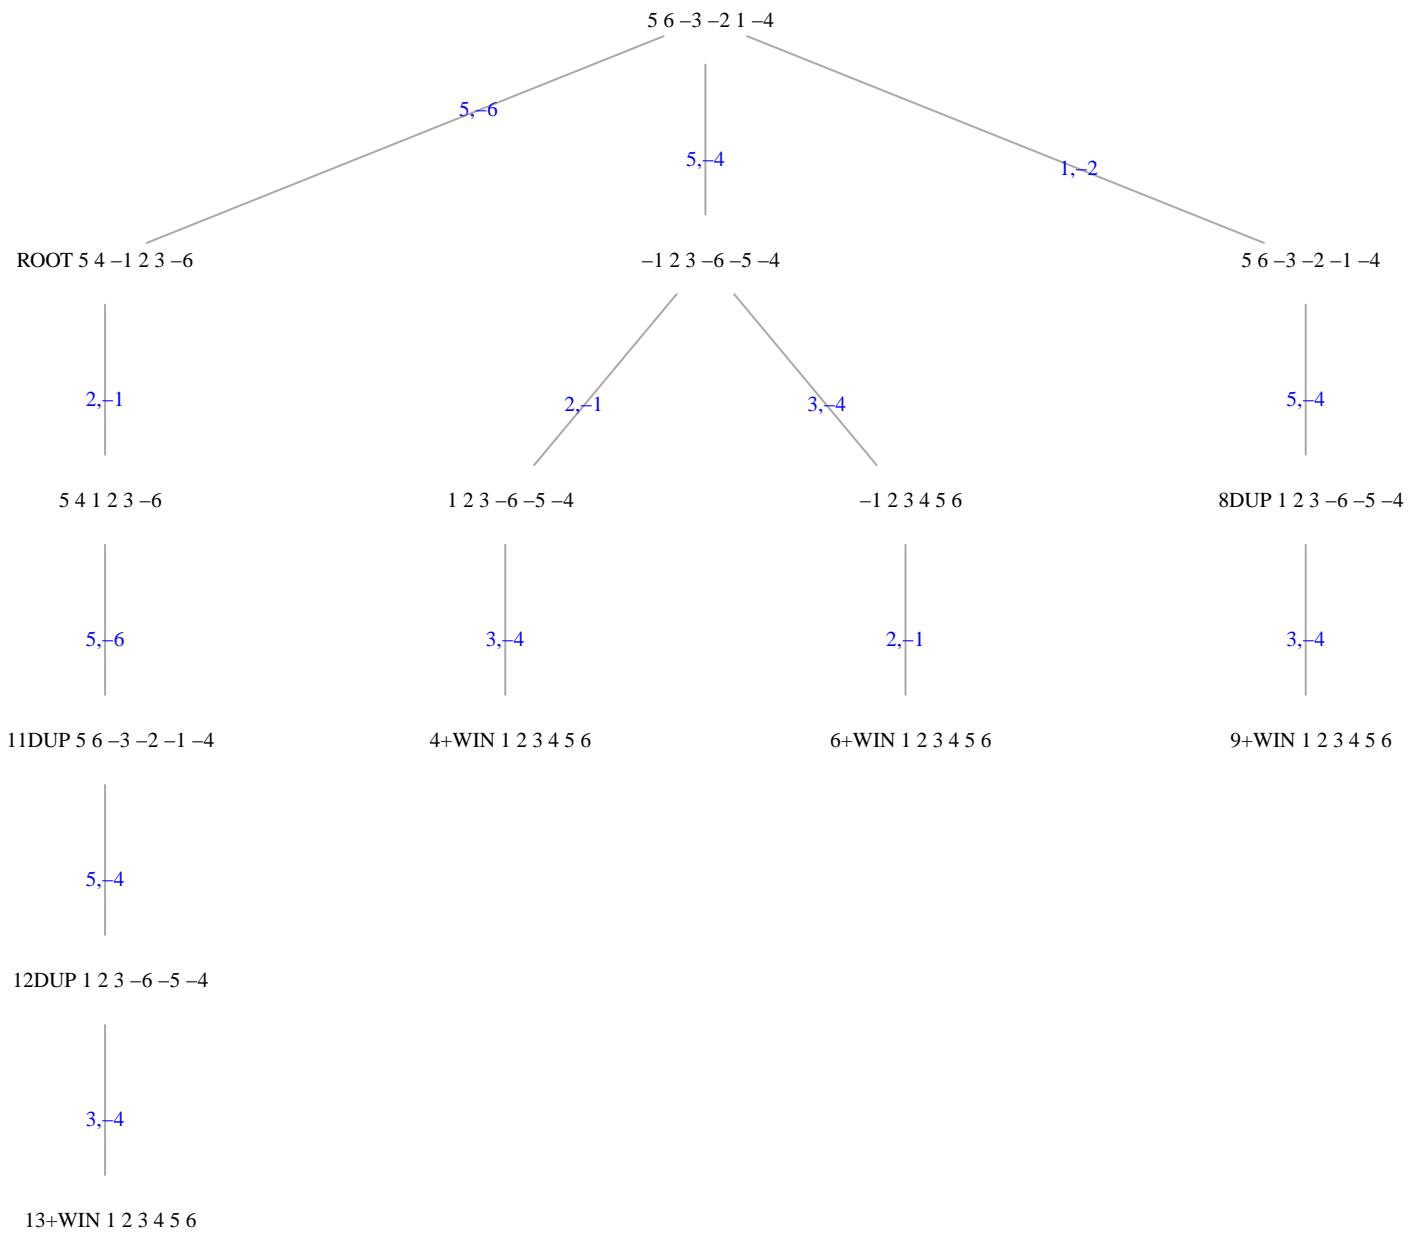 5 6 –3 –2 1 –4
5,–6
5,–4
1,–2
ROOT 5 4 –1 2 3 –6
–1 2 3 –6 –5 –4
5 6 –3 –2 –1 –4
2,–1
2,–1
3,–4
5,–4
5 4 1 2 3 –6
1 2 3 –6 –5 –4
–1 2 3 4 5 6
8DUP 1 2 3 –6 –5 –4
5,–6
3,–4
2,–1
3,–4
11DUP 5 6 –3 –2 –1 –4
4+WIN 1 2 3 4 5 6
6+WIN 1 2 3 4 5 6
9+WIN 1 2 3 4 5 6
5,–4
12DUP 1 2 3 –6 –5 –4
3,–4
13+WIN 1 2 3 4 5 6